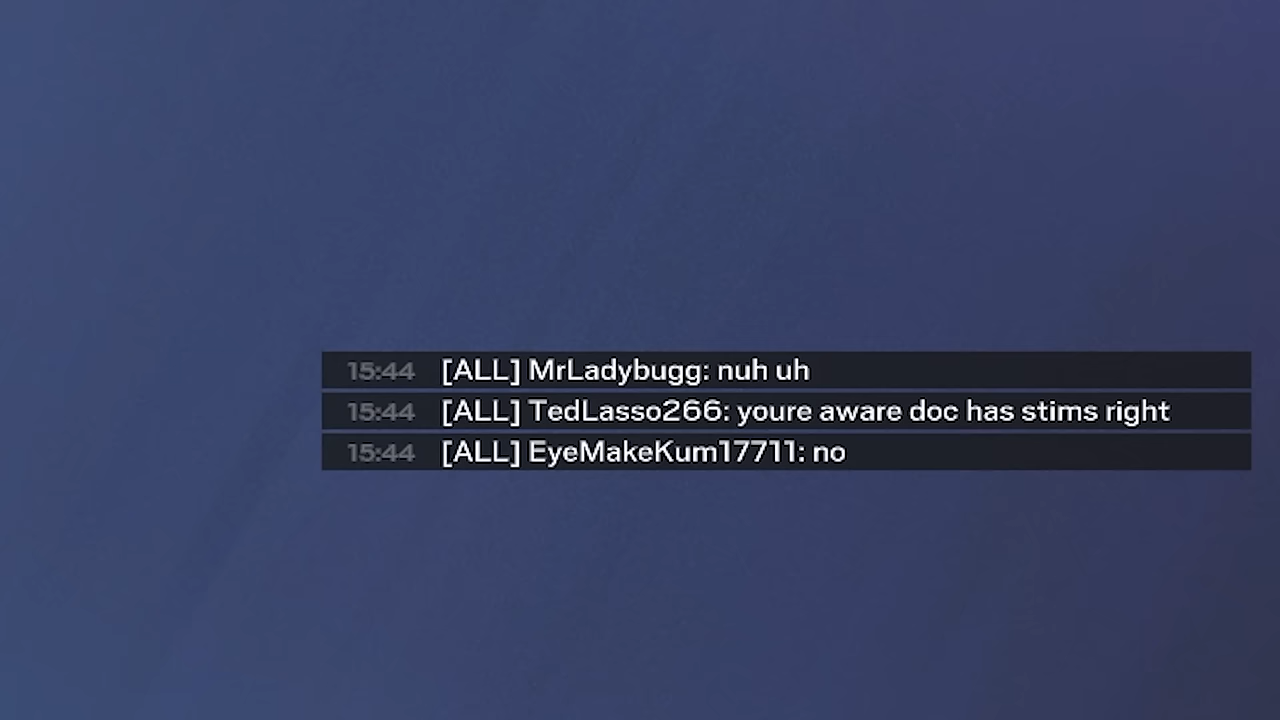 15:44 [ALL] MrLadybugg: nuh uh
15:44 [ALL] TedLasso266: youre aware doc has stims right
15:44 [ALL] EyeMakeKum17711: no